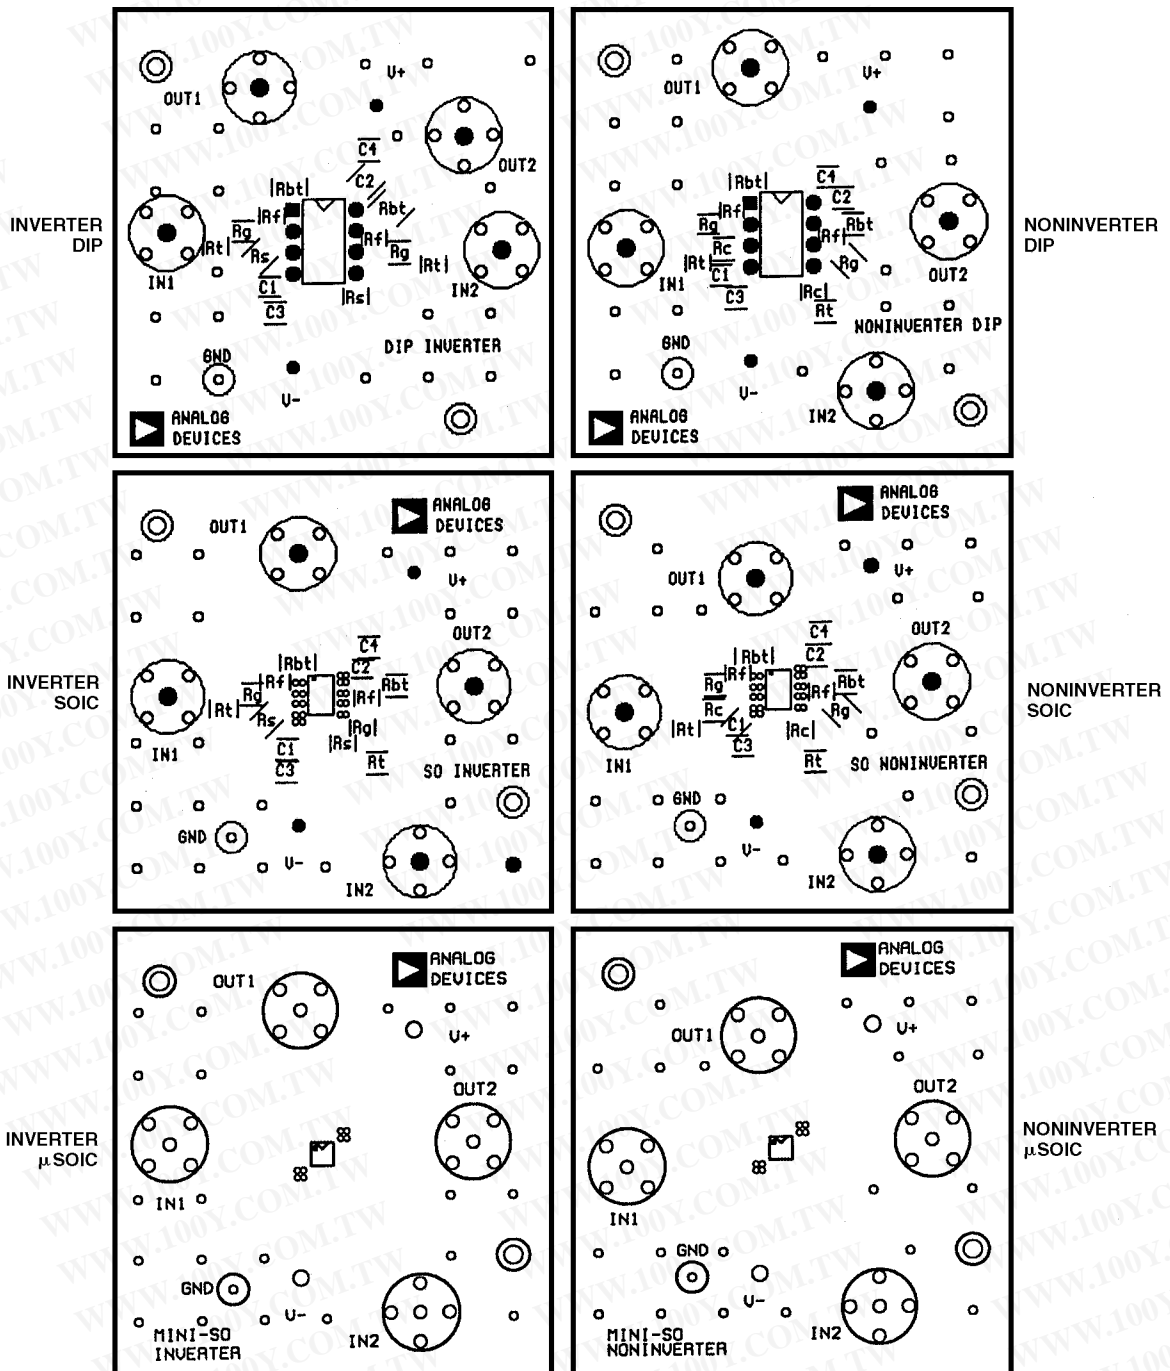 INVERTER
DIP
OUT1
V+
OUT2
C4
C2
Rbt
Rbt
Rf
Rg
Rt
Rs
Rf
Rg
Rt
IN1
C1
C3
Rs
IN2
DIP INVERTER
GND
V-
ANALOG
DEVICES
NONINVERTER
DIP
OUT1
V+
C4
C2
Rbt
Rf
Rg
Rbt
Rc
Rf
Rt
Rg
C1
C3
IN1
Rc
Rt
OUT2
NONINVERTER DIP
GND
V-
IN2
ANALOG
DEVICES
INVERTER
SOIC
ANALOG
DEVICES
OUT1
V+
OUT2
C4
C2
Rbt
Rf
Rg
Rf
Rbt
Rt
Rs
Rg
Rs
C1
C3
Rt
IN1
SO INVERTER
GND
V-
IN2
NONINVERTER
SOIC
ANALOG
DEVICES
OUT1
V+
OUT2
C4
C2
Rbt
Rf
Rg
Rc
Rf
Rbt
Rg
Rt
C1
C3
Rc
Rt
IN1
SO NONINVERTER
GND
V-
IN2
INVERTER
µSOIC
ANALOG
DEVICES
OUT1
V+
OUT2
IN1
GND
V-
IN2
MINI-SO
INVERTER
NONINVERTER
µSOIC
ANALOG
DEVICES
OUT1
V+
OUT2
IN1
GND
V-
IN2
MINI-SO
NONINVERTER
WWW.100Y.COM.TW